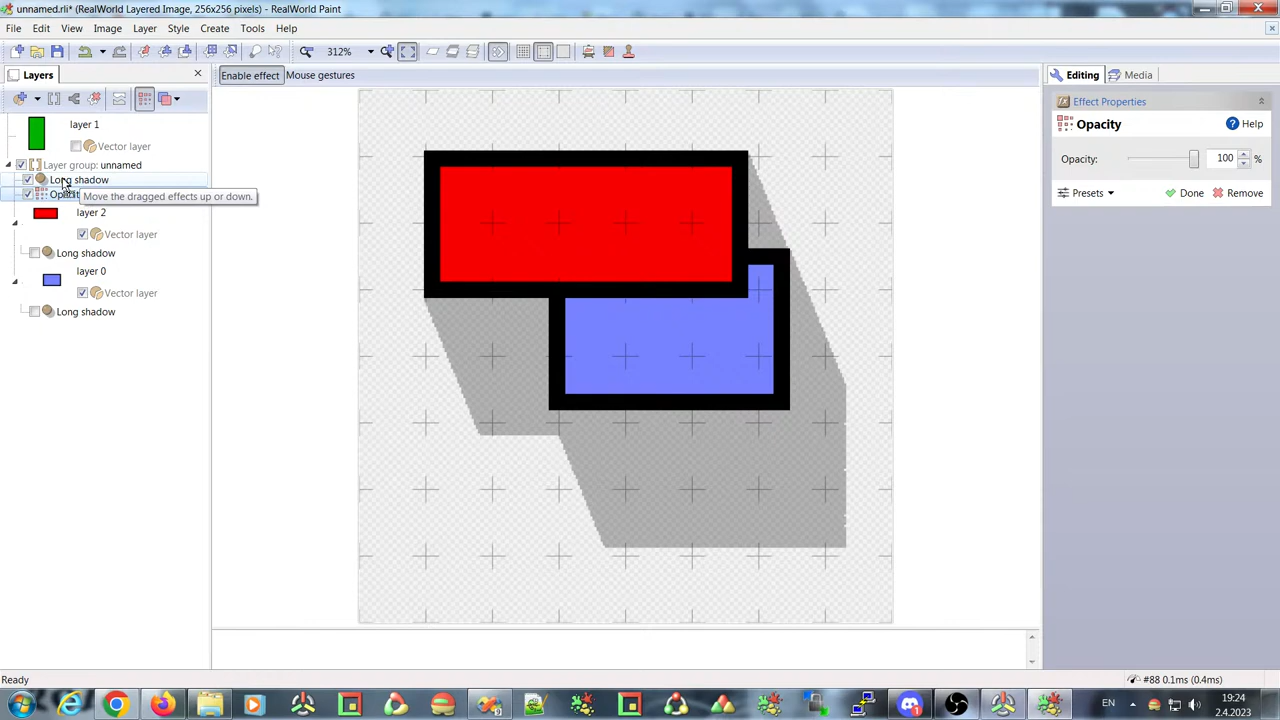 unnamed.rli* (RealWorld Layered Image, 256x256 pixels) - RealWorld Paint
File Edit View Image Layer Style Create Tools Help
312%
Layers
Enable effect Mouse gestures
Editing Media
layer 1
Vector layer
Layer group: unnamed
Long shadow
Move the dragged effects up or down.
layer 2
Vector layer
Long shadow
layer 0
Vector layer
Long shadow
Effect Properties
Opacity Help
Opacity: 100 %
Presets Done Remove
Ready
#88 0.1ms (0.4ms)
EN
19:24
2.4.2023